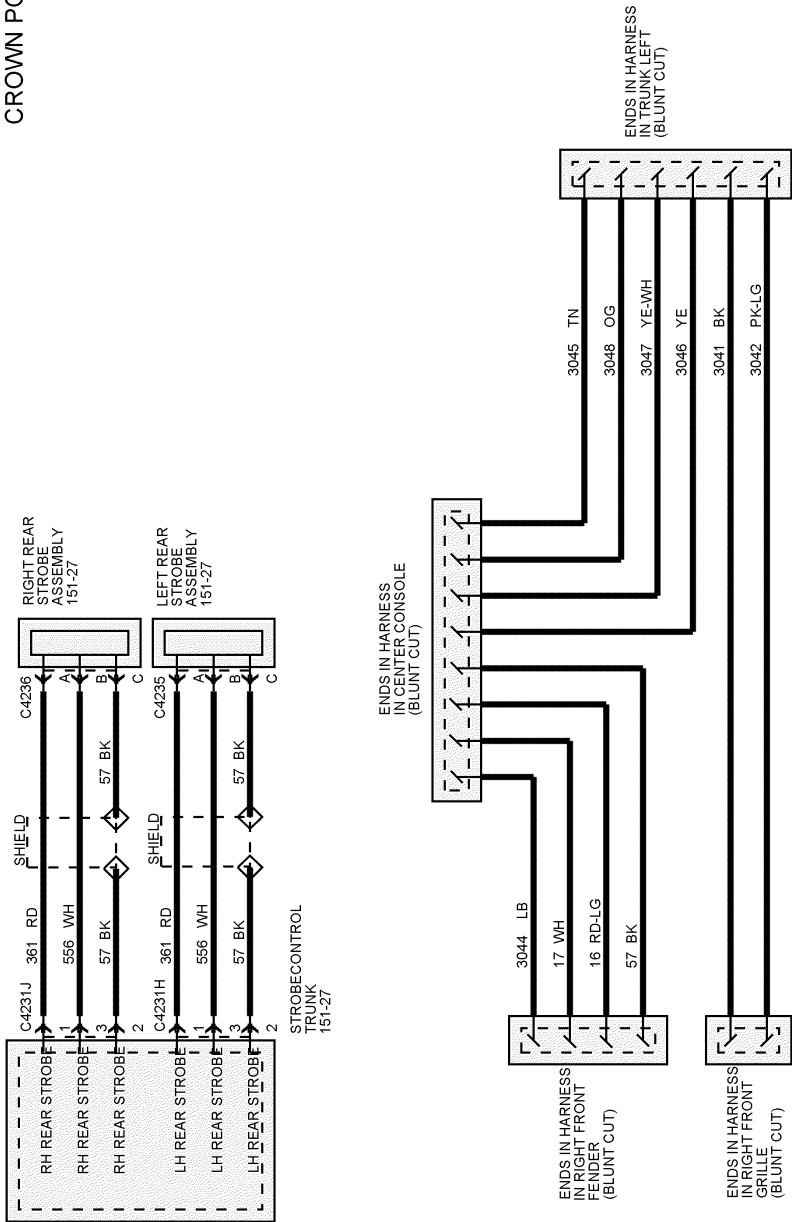 CROWN PO
RIGHT REAR
STROBE
ASSEMBLY
151-27
LEFT REAR
STROBE
ASSEMBLY
151-27
C4236
A
B
C
C4235
A
B
C
57 BK
57 BK
SHIELD
SHIELD
361 RD
556 WH
57 BK
361 RD
556 WH
57 BK
C4231J
1
3
2
C4231H
1
3
2
STROBECONTROL
TRUNK
151-27
RH REAR STROBE
RH REAR STROBE
RH REAR STROBE
LH REAR STROBE
LH REAR STROBE
LH REAR STROBE
ENDS IN HARNESS
IN TRUNK LEFT
(BLUNT CUT)
3045 TN
3048 OG
3047 YE-WH
3046 YE
3041 BK
3042 PK-LG
ENDS IN HARNESS
IN CENTER CONSOLE
(BLUNT CUT)
3044 LB
17 WH
16 RD-LG
57 BK
ENDS IN HARNESS
IN RIGHT FRONT
FENDER
(BLUNT CUT)
ENDS IN HARNESS
IN RIGHT FRONT
GRILLE
(BLUNT CUT)